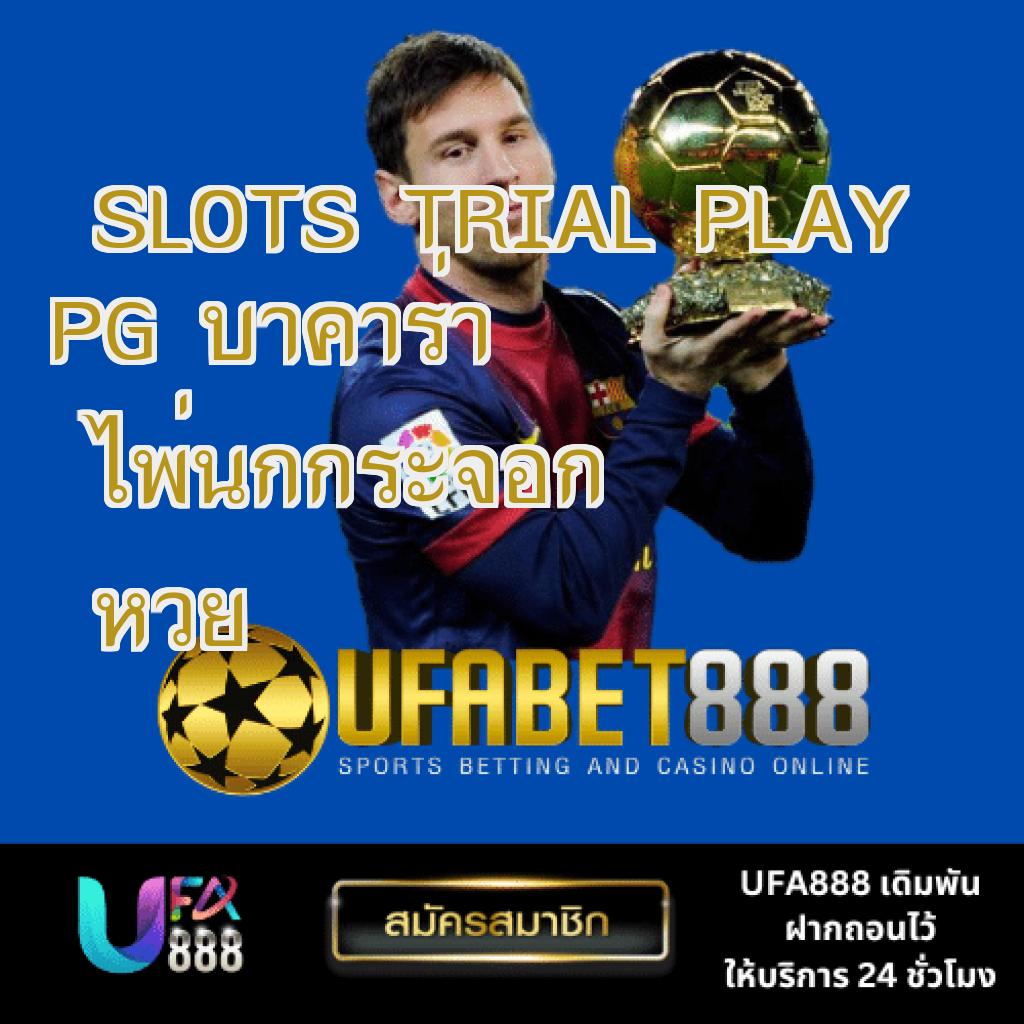 SLOTS TRIAL PLAY
PG บาคาร่า
ไพ่นกกระจอก
หวย
UFABET888
SPORTS BETTING AND CASINO ONLINE
UFA
888
สมัครสมาชิก
UFA888 เดิมพัน
ฝากถอนไว้
ให้บริการ 24 ชั่วโมง